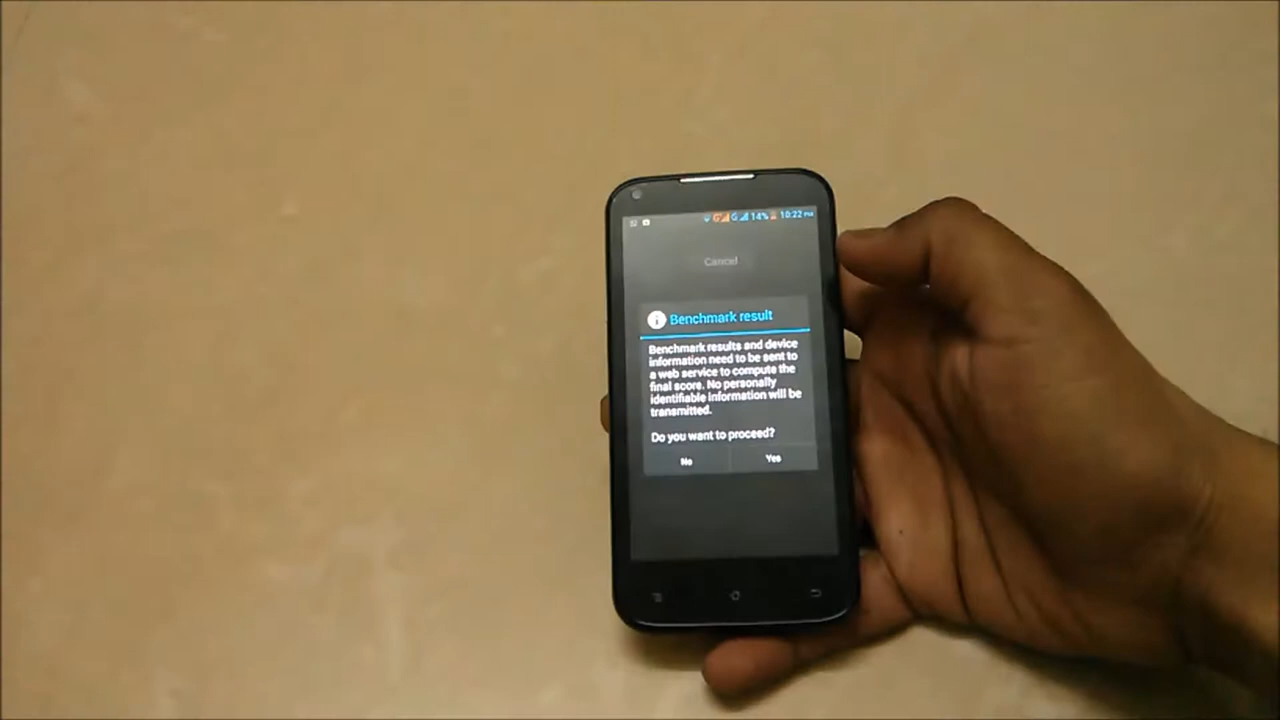 G G 14% 10:22 PM
Cancel
Benchmark result
Benchmark results and device
information need to be sent to
a web service to compute the
final score. No personally
identifiable information will be
transmitted.
Do you want to proceed?
No Yes